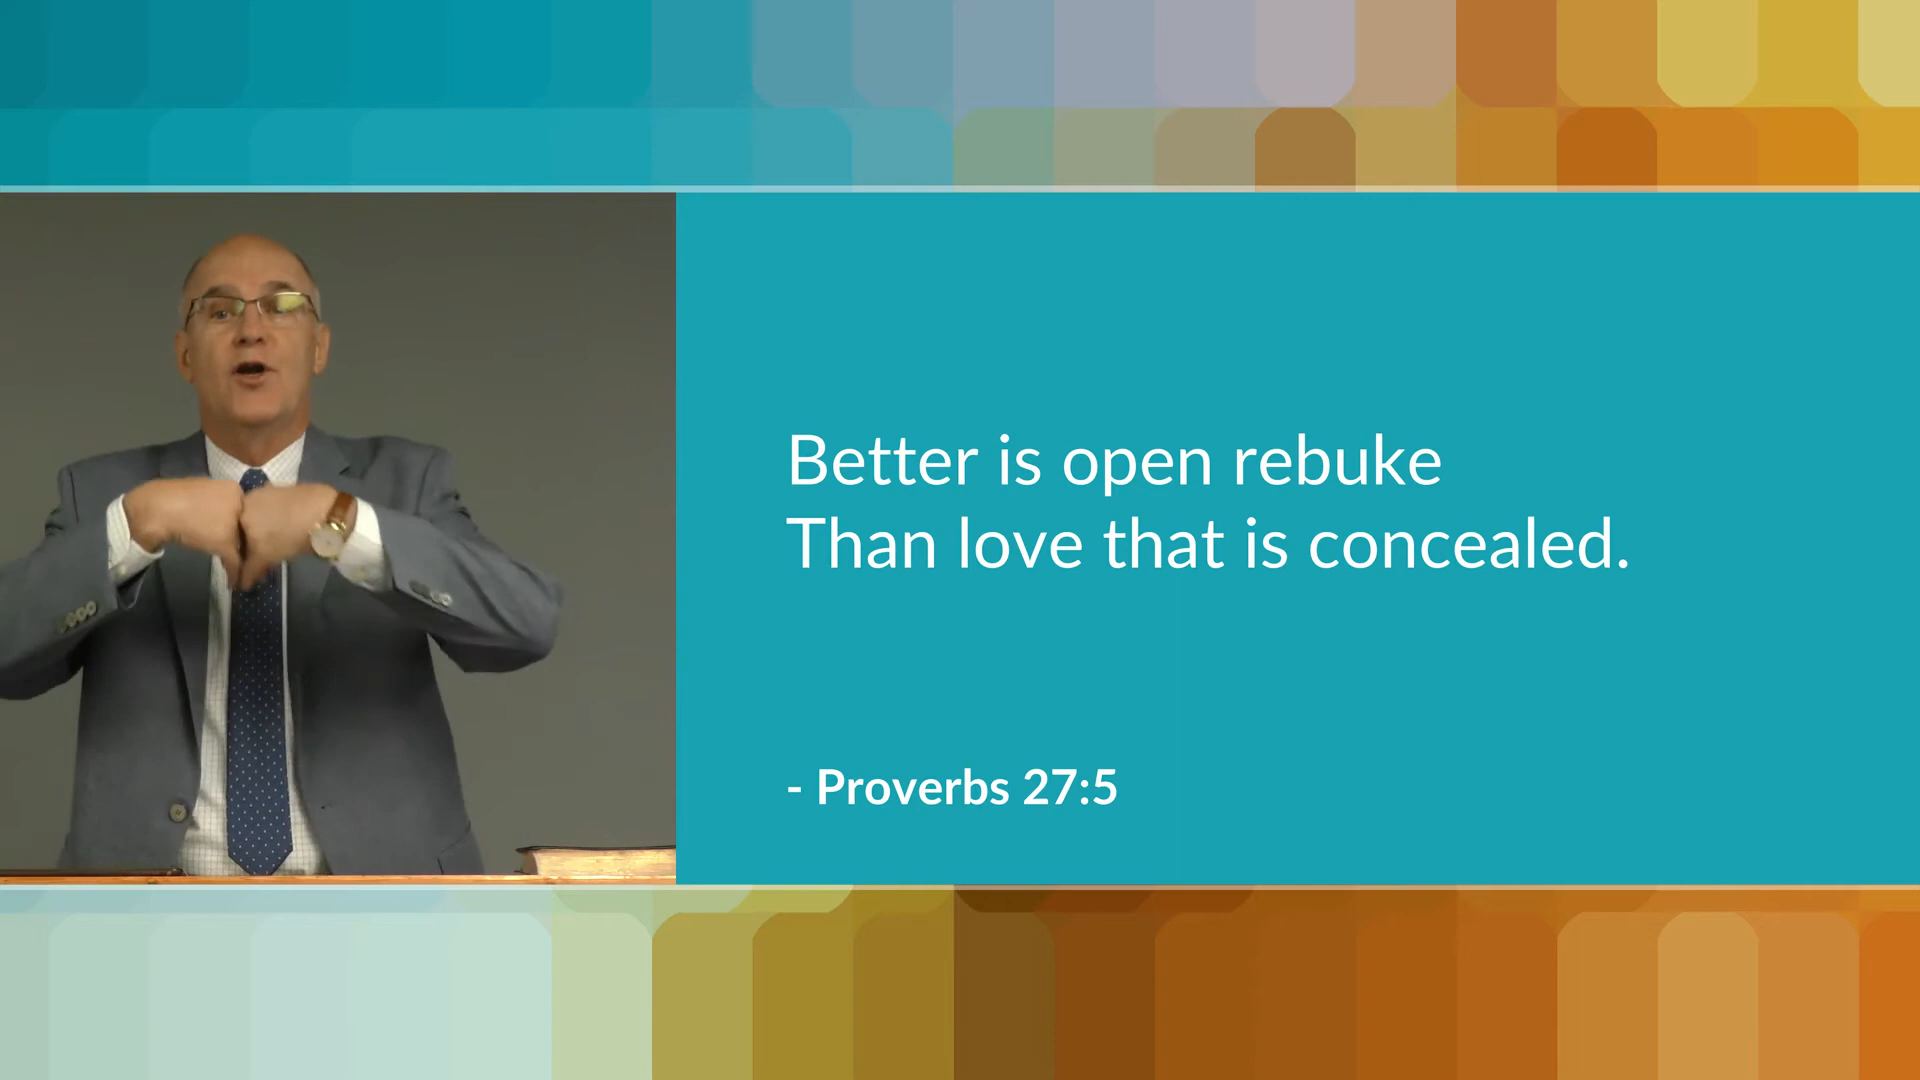 Better is open rebuke
Than love that is concealed.
- Proverbs 27:5